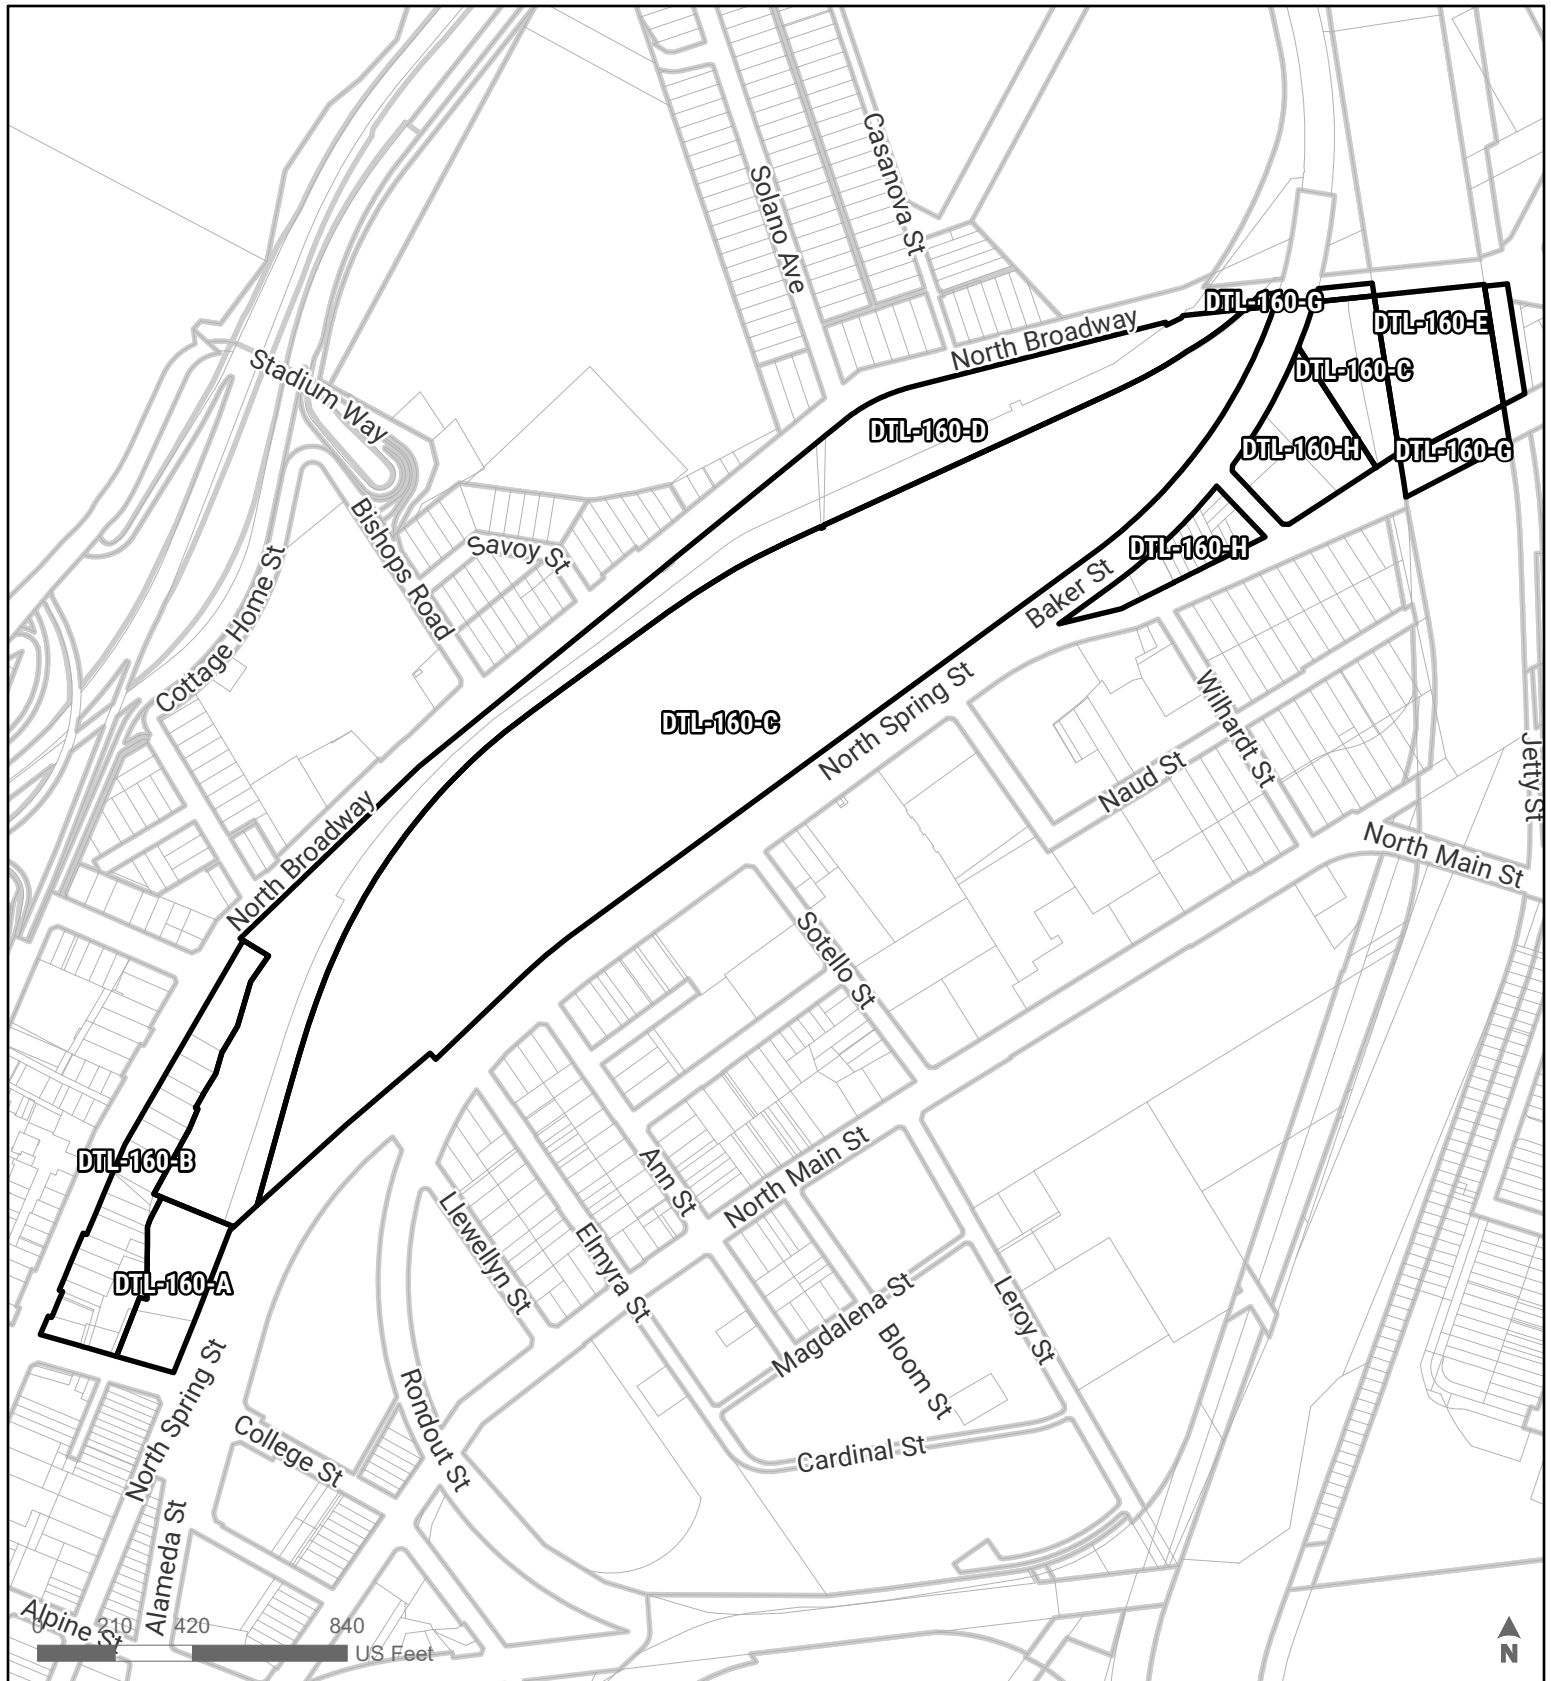 Casanova St
Solano Ave
DTL-160-G
North Broadway
DTL-160-E
Stadium Way
DTL-160-C
DTL-160-D
DTL-160-H
DTL-160-G
Bishops Road
Savoy St
DTL-160-H
Baker St
Cottage Home St
North Spring St
Wilhardt St
DTL-160-C
Jetty St
Naud St
North Broadway
North Main St
Sotello St
DTL-160-B
Ann St
North Main St
Llewellyn St
Elmyra St
DTL-160-A
Magdalena St
Leroy St
Bloom St
North Spring St
Rondout St
College St
Cardinal St
Alameda St
Alpine St
0 210 420 840
US Feet
N